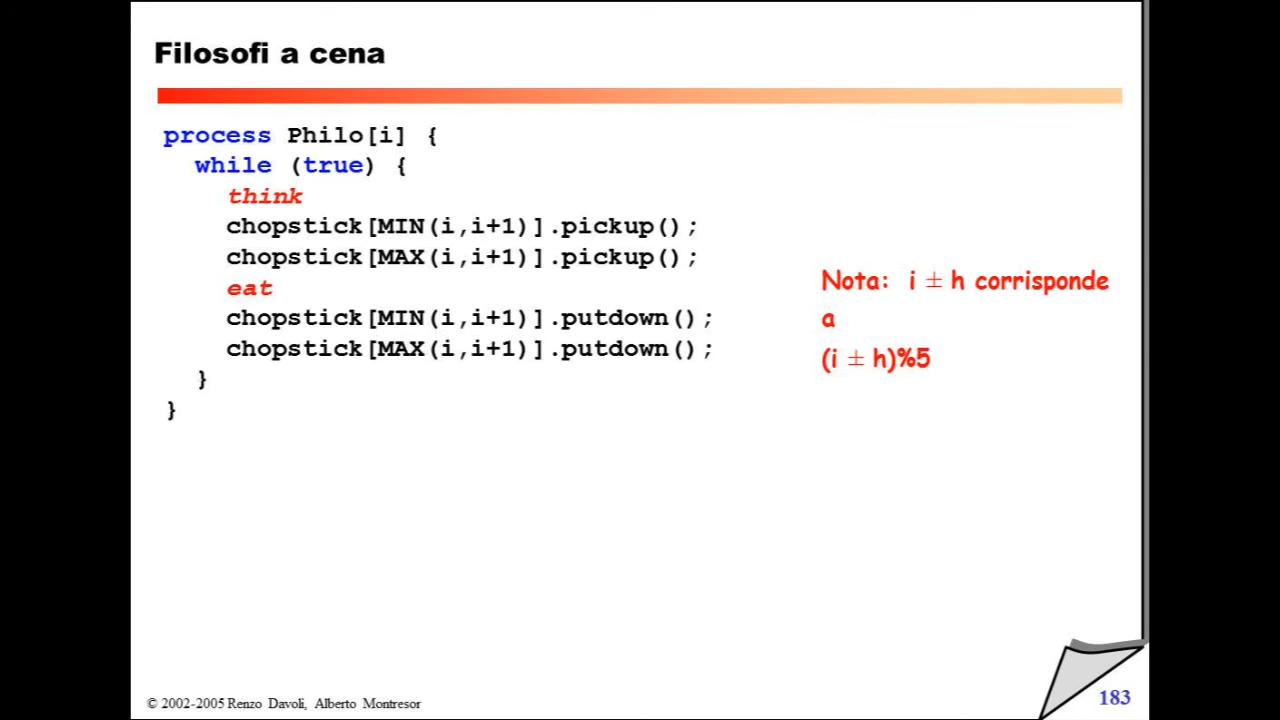 Filosofi a cena
process Philo[i] {
while (true) {
think
chopstick[MIN(i,i+1)].pickup();
chopstick[MAX(i,i+1)].pickup();
eat
chopstick[MIN(i,i+1)].putdown();
chopstick[MAX(i,i+1)].putdown();
}
}
Nota: i ± h corrisponde
a
(i ± h)%5
© 2002-2005 Renzo Davoli, Alberto Montresor
183